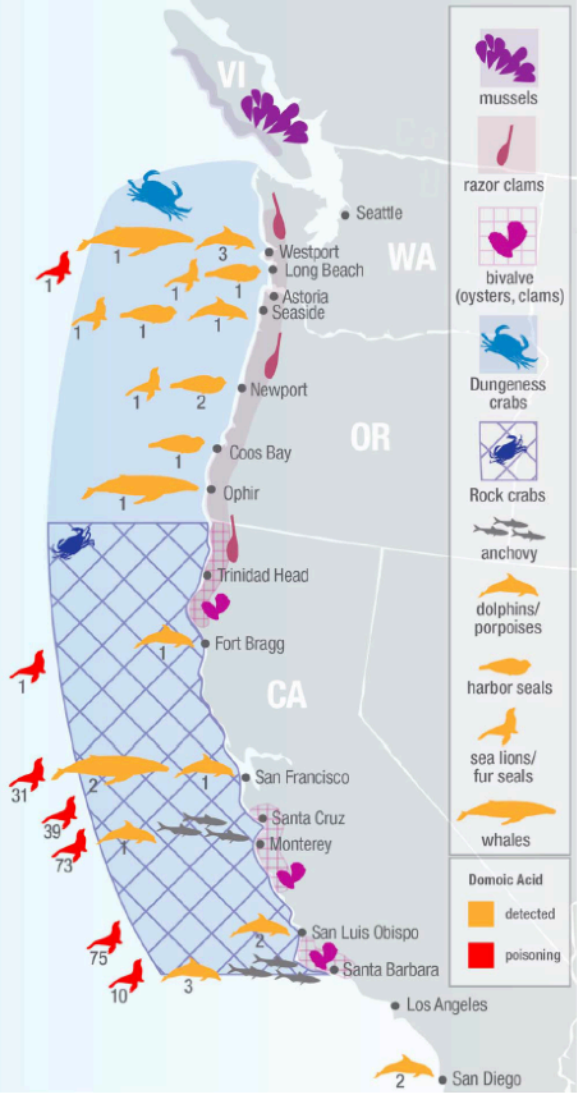 VI
Seattle
WA
Westport
1
3
Long Beach
1
1
1
Astoria
Seaside
1
1
1
Newport
1
2
OR
Coos Bay
1
Ophir
1
Trinidad Head
Fort Bragg
1
1
CA
San Francisco
2
1
31
Santa Cruz
39
Monterey
1
73
San Luis Obispo
2
75
Santa Barbara
3
10
Los Angeles
San Diego
2
mussels
razor clams
bivalve
(oysters, clams)
Dungeness
crabs
Rock crabs
anchovy
dolphins/
porpoises
harbor seals
sea lions/
fur seals
whales
Domoic Acid
detected
poisoning